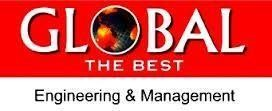 GLOBAL
THE BEST
Engineering & Management